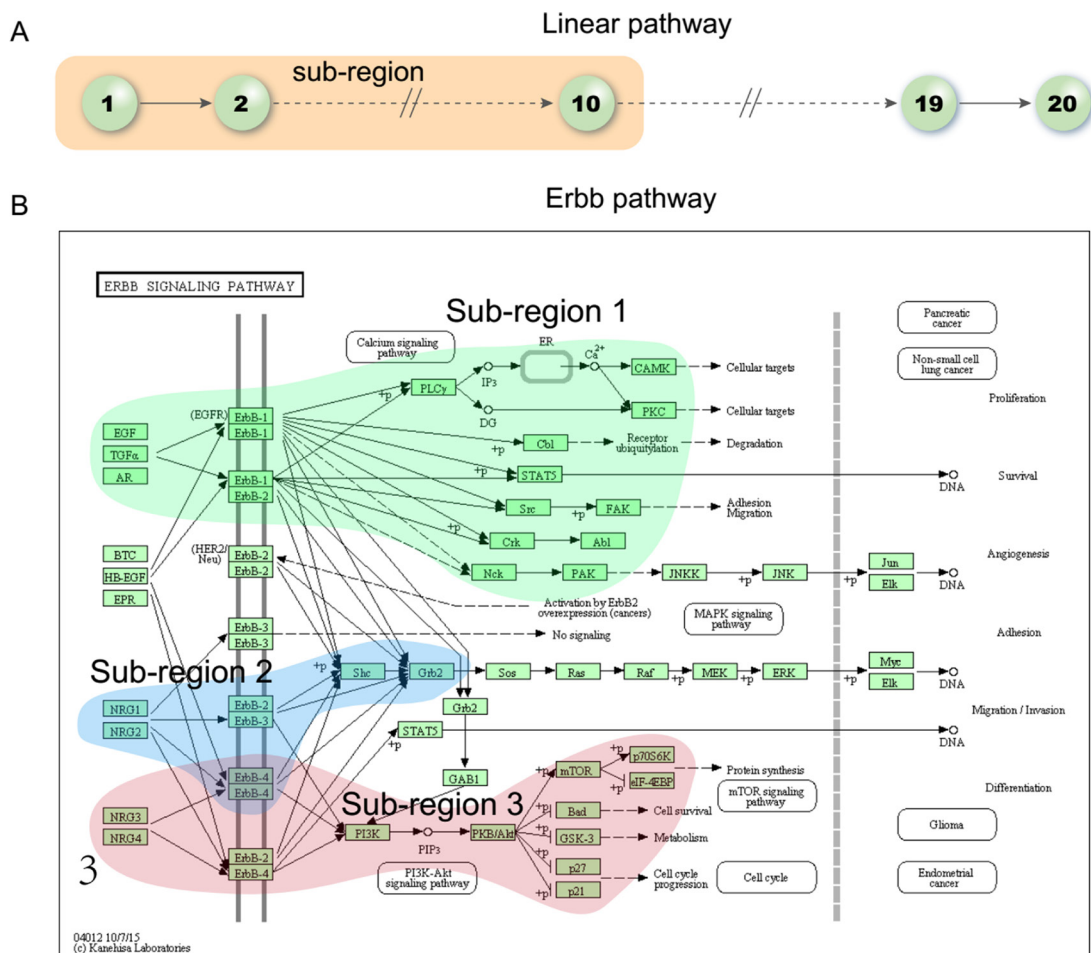 A
Linear pathway
sub-region
1
2
10
19
20
B
Erbb pathway
ERBB SIGNALING PATHWAY
Sub-region 1
Calcium signaling
pathway
ER
Ca2+
IP3
DG
+p
PLCγ
CAMK
Cellular targets
PKC
Cellular targets
Pancreatic
cancer
Non-small cell
lung cancer
Proliferation
(EGFR)
ErbB-1
ErbB-1
EGF
TGFα
AR
+p
Cbl
Receptor
ubiquitylation
Degradation
ErbB-1
ErbB-2
+p
STAT5
DNA
Survival
Src
+p
FAK
Adhesion
Migration
+p
Crk
Abl
(HER2/
Neu)
ErbB-2
ErbB-2
BTC
HB-EGF
EPR
Nck
PAK
JNKK
+p
JNK
+p
Jun
Elk
DNA
Angiogenesis
Activation by ErbB2
overexpression (cancers)
MAPK signaling
pathway
ErbB-3
ErbB-3
No signaling
Adhesion
Sub-region 2
+p
Shc
Grb2
Sos
Ras
Raf
+p
MEK
+p
ERK
+p
Myc
Elk
DNA
NRG1
NRG2
ErbB-2
ErbB-3
Grb2
STAT5
+p
DNA
Migration / Invasion
ErbB-4
ErbB-4
GAB1
+p
mTOR
+p
p70S6K
+p
eIF-4EBP
Protein synthesis
mTOR signaling
pathway
Differentiation
Sub-region 3
NRG3
NRG4
3
ErbB-2
ErbB-4
PI3K
PIP3
PKB/Akt
+p
Bad
Cell survival
+p
GSK-3
Metabolism
+p
p27
+p
p21
Cell cycle
progression
Cell cycle
PI3K-Akt
signaling pathway
Glioma
Endometrial
cancer
04012 10/7/15
(c) Kanehisa Laboratories